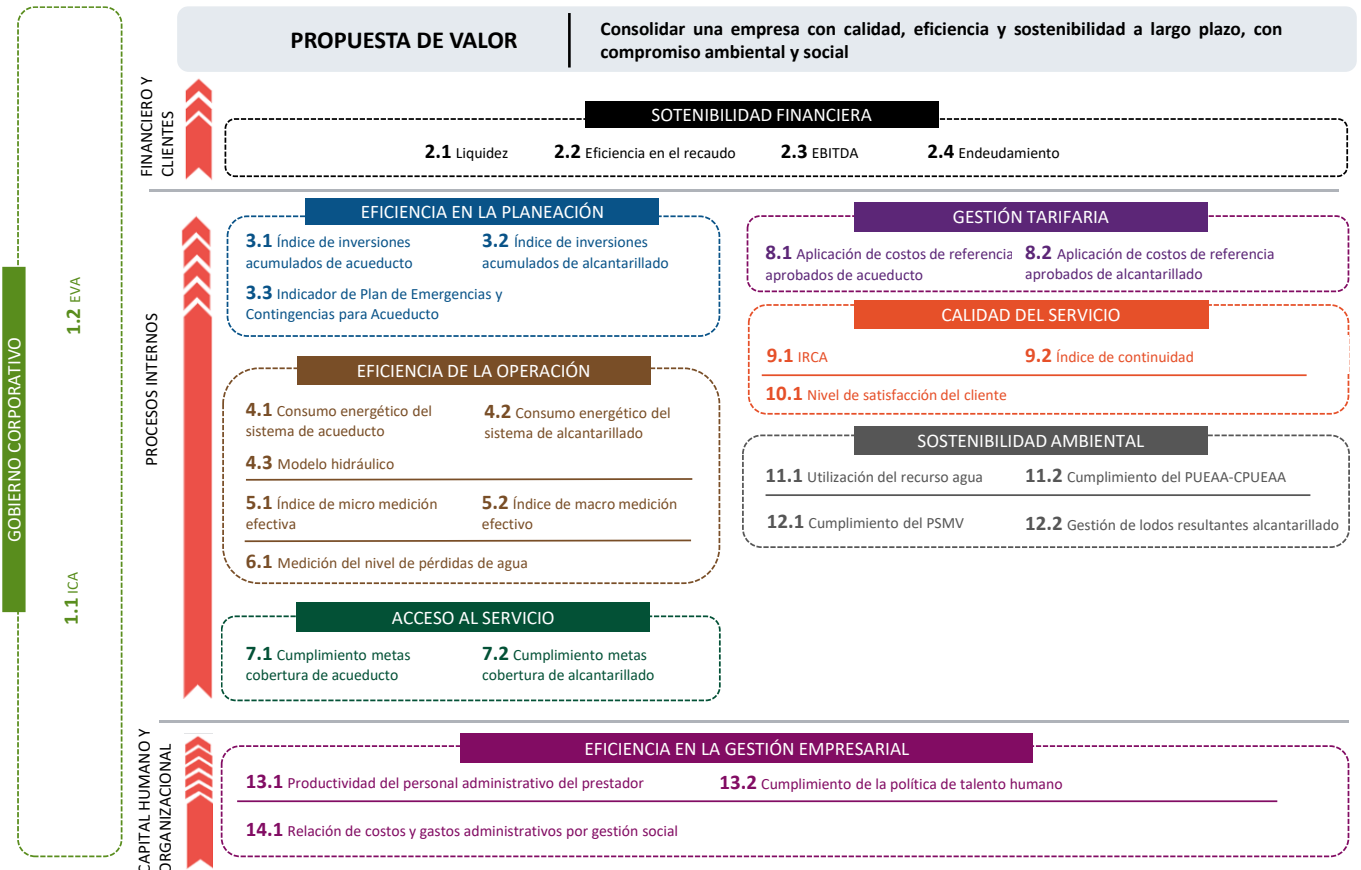 PROPUESTA DE VALOR
Consolidar una empresa con calidad, eficiencia y sostenibilidad a largo plazo, con
compromiso ambiental y social
GOBIERNO CORPORATIVO
1.2 EVA
1.1 ICA
FINANCIERO Y
CLIENTES
SOTENIBILIDAD FINANCIERA
2.1 Liquidez
2.2 Eficiencia en el recaudo
2.3 EBITDA
2.4 Endeudamiento
PROCESOS INTERNOS
EFICIENCIA EN LA PLANEACIÓN
3.1 Índice de inversiones
acumulados de acueducto
3.2 Índice de inversiones
acumulados de alcantarillado
3.3 Indicador de Plan de Emergencias y
Contingencias para Acueducto
EFICIENCIA DE LA OPERACIÓN
4.1 Consumo energético del
sistema de acueducto
4.2 Consumo energético del
sistema de alcantarillado
4.3 Modelo hidráulico
5.1 Índice de micro medición
efectiva
5.2 Índice de macro medición
efectivo
6.1 Medición del nivel de pérdidas de agua
ACCESO AL SERVICIO
7.1 Cumplimiento metas
cobertura de acueducto
7.2 Cumplimiento metas
cobertura de alcantarillado
GESTIÓN TARIFARIA
8.1 Aplicación de costos de referencia
aprobados de acueducto
8.2 Aplicación de costos de referencia
aprobados de alcantarillado
CALIDAD DEL SERVICIO
9.1 IRCA
9.2 Índice de continuidad
10.1 Nivel de satisfacción del cliente
SOSTENIBILIDAD AMBIENTAL
11.1 Utilización del recurso agua
11.2 Cumplimiento del PUEAA-CPUEAA
12.1 Cumplimiento del PSMV
12.2 Gestión de lodos resultantes alcantarillado
CAPITAL HUMANO Y
ORGANIZACIONAL
EFICIENCIA EN LA GESTIÓN EMPRESARIAL
13.1 Productividad del personal administrativo del prestador
13.2 Cumplimiento de la política de talento humano
14.1 Relación de costos y gastos administrativos por gestión social